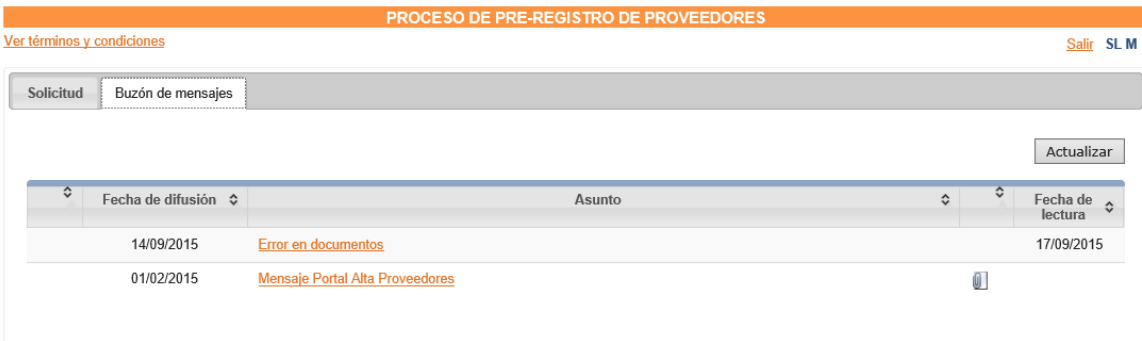 PROCESO DE PRE-REGISTRO DE PROVEEDORES
Ver términos y condiciones
Salir SL M
Solicitud Buzón de mensajes
Actualizar
Fecha de difusión Asunto Fecha de
lectura
14/09/2015 Error en documentos 17/09/2015
01/02/2015 Mensaje Portal Alta Proveedores